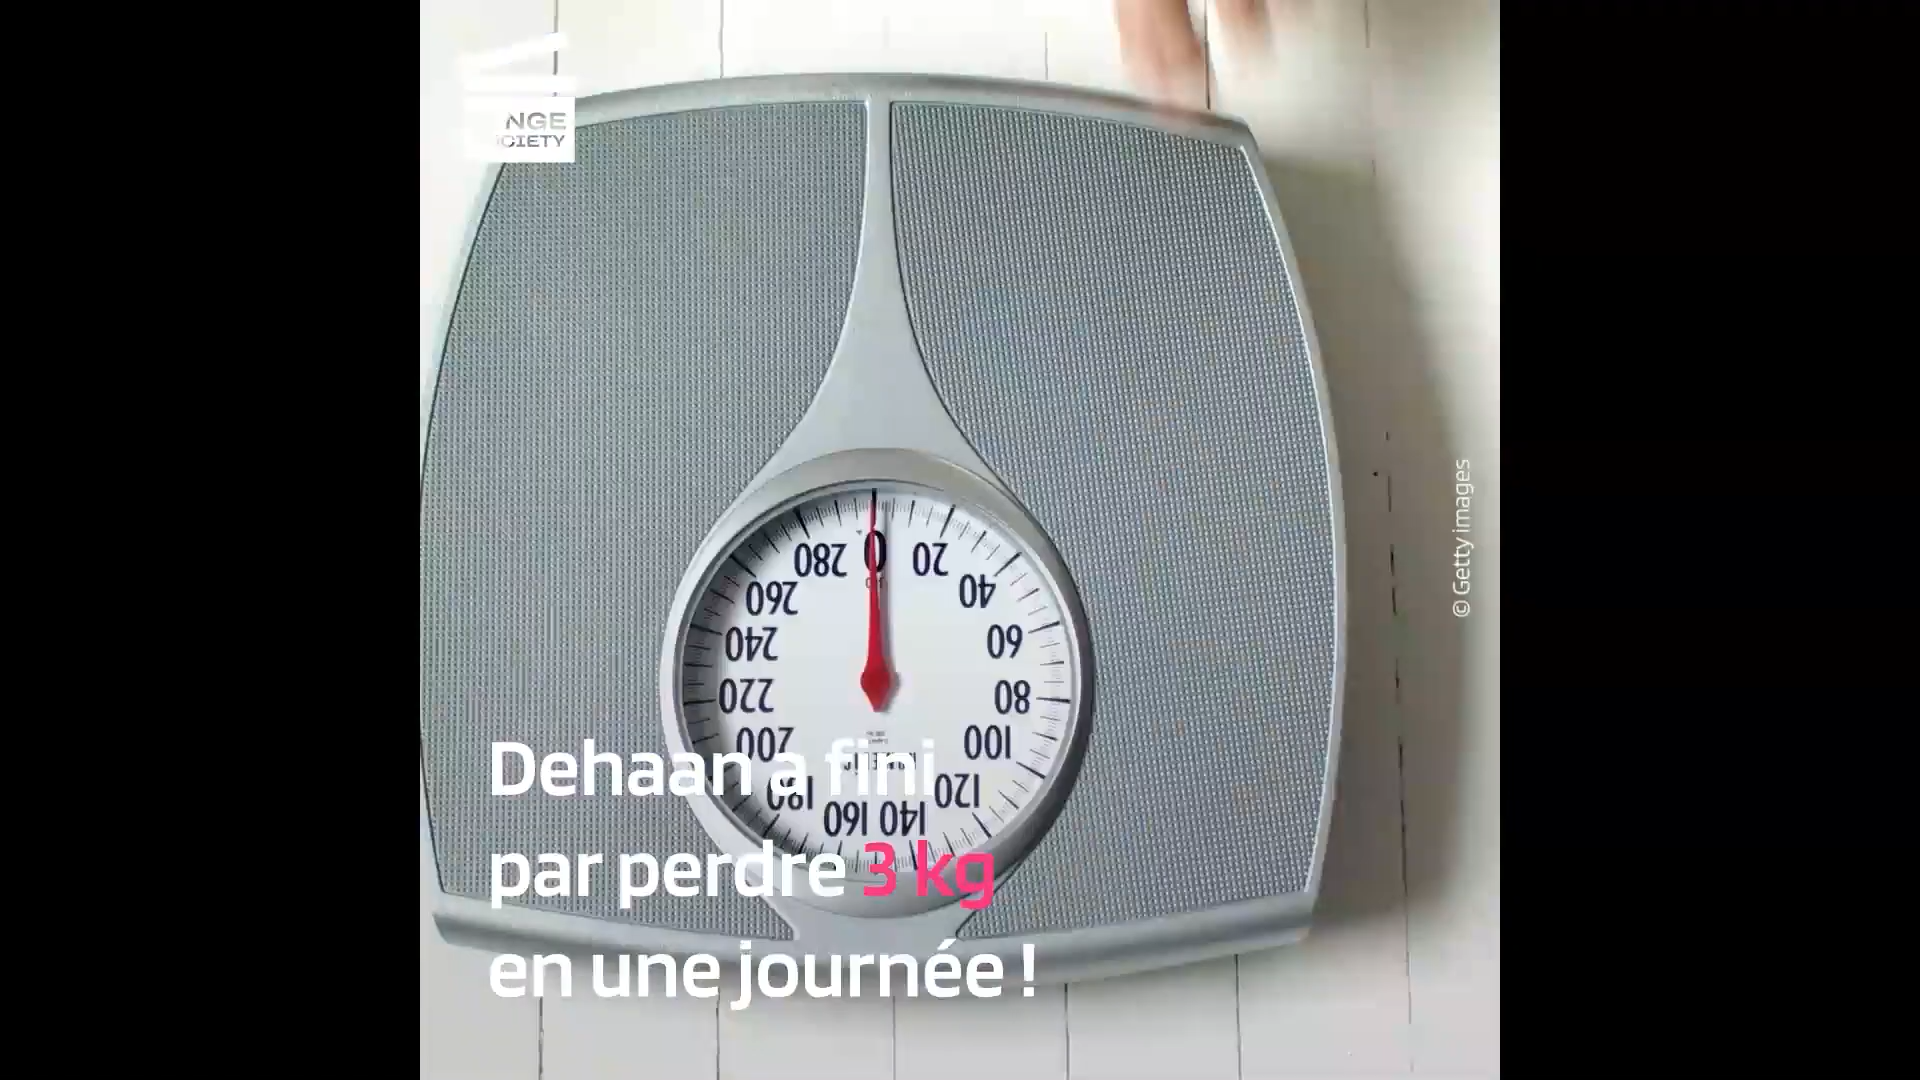 NGE
CIETY
© Getty images
0
20
40
60
80
100
120
140
160
180
200
220
240
260
280
Dehaan a fini
par perdre 3 kg
en une journée !